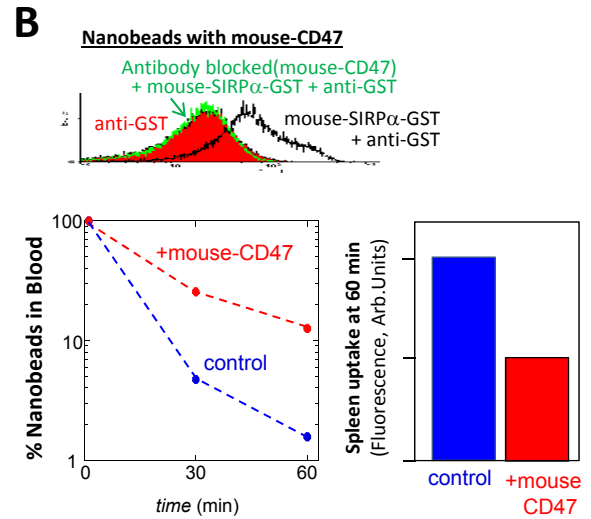 B
Nanobeads with mouse-CD47
Antibody blocked(mouse-CD47)
+ mouse-SIRPα-GST + anti-GST
anti-GST
mouse-SIRPα-GST
+ anti-GST
% Nanobeads in Blood
100
10
1
+mouse-CD47
control
0
30
60
time (min)
Spleen uptake at 60 min
(Fluorescence, Arb.Units)
control
+mouse
CD47